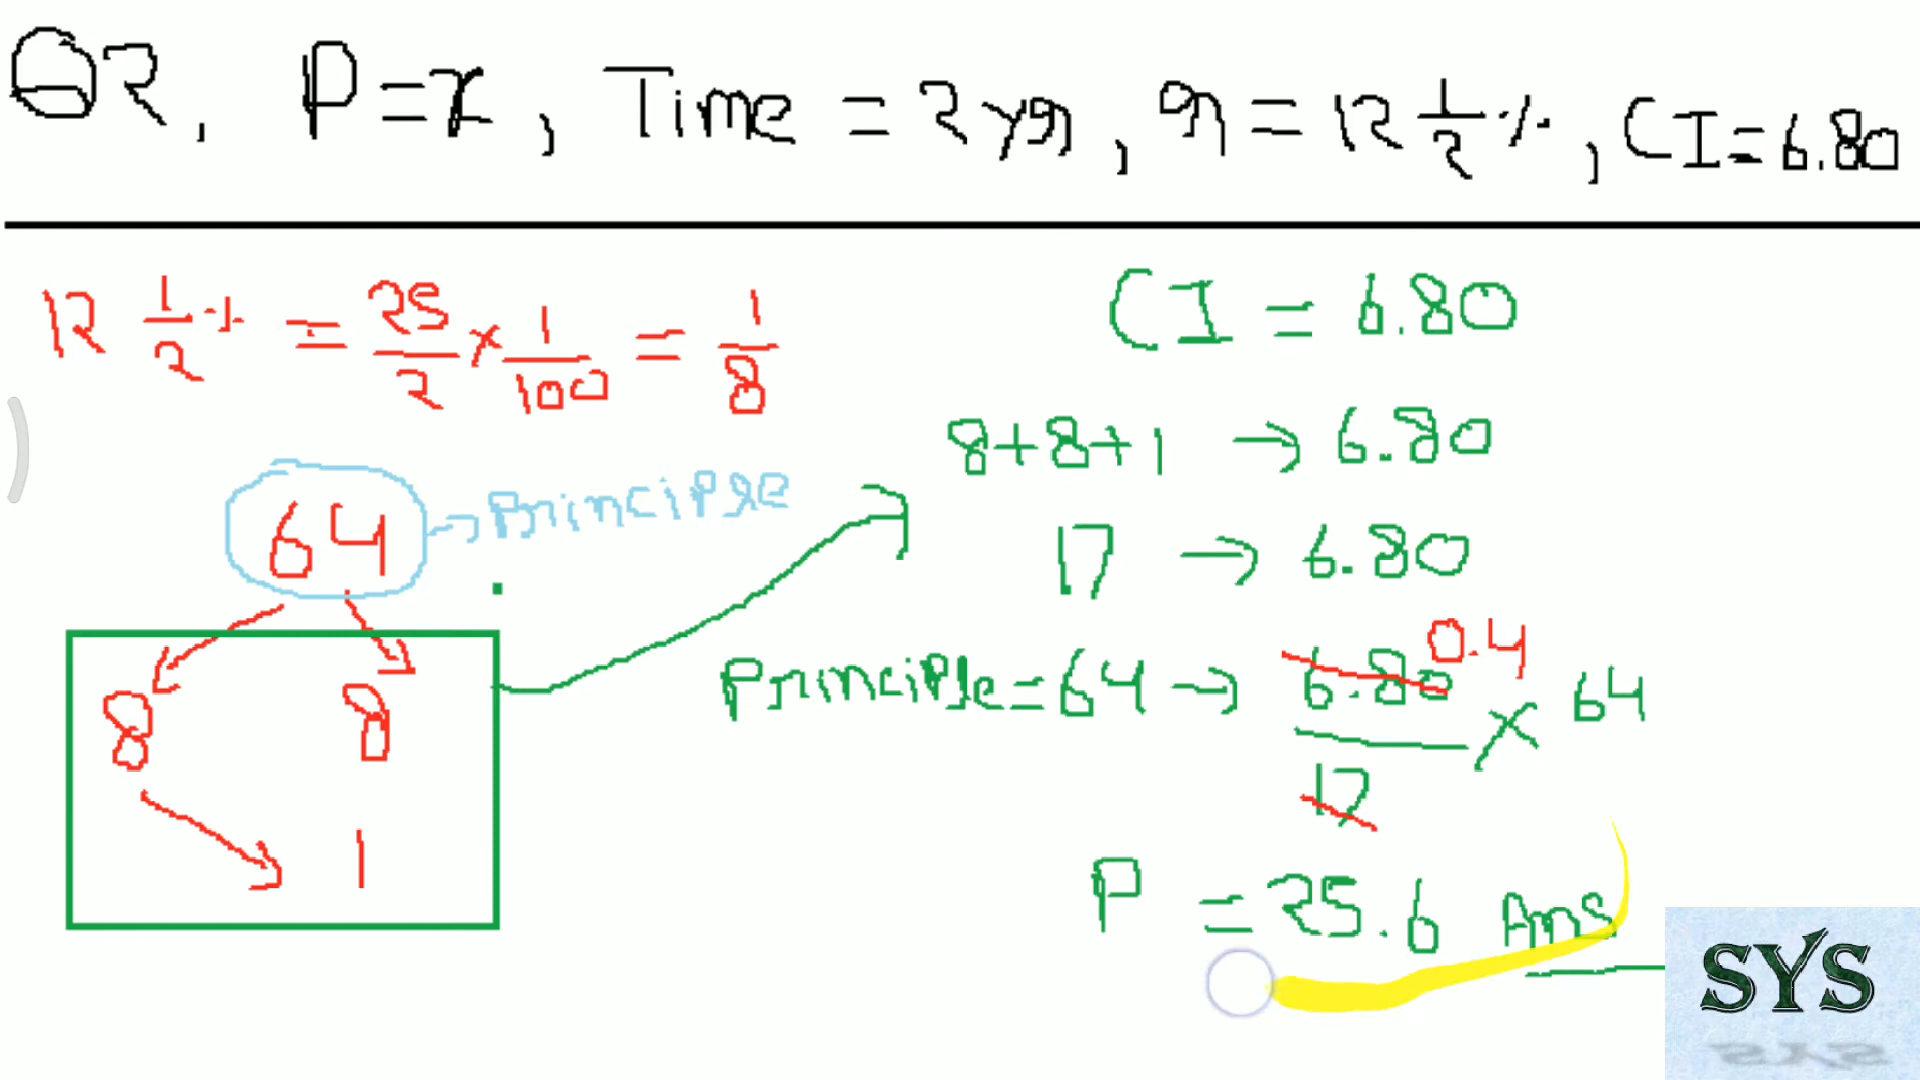 Q2, P=x, Time = 2 yr, r = 12 1/2 %, CI = 6.80
12 1/2 % = 25/2 × 1/100 = 1/8
CI = 6.80
8+8+1 → 6.80
64 → Principle
17 → 6.80
Principle = 64 → 6.80/17 × 64
0.4
8 8
1
P = 25.6 Ans
SYS